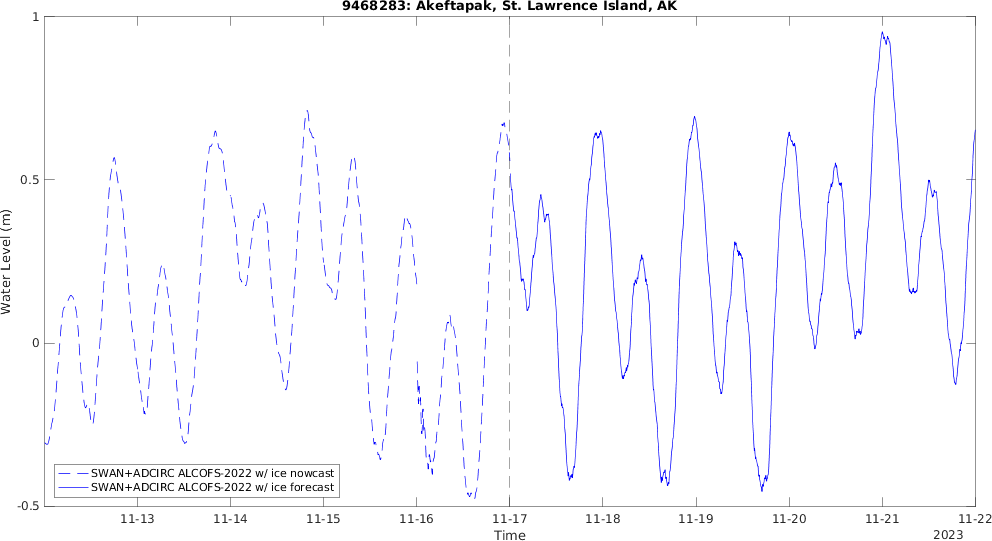 9468283: Akeftapak, St. Lawrence Island, AK
Water Level (m)
1
0.5
0
-0.5
SWAN+ADCIRC ALCOFS-2022 w/ ice nowcast
SWAN+ADCIRC ALCOFS-2022 w/ ice forecast
11-13 11-14 11-15 11-16 11-17 11-18 11-19 11-20 11-21 11-22
Time
2023